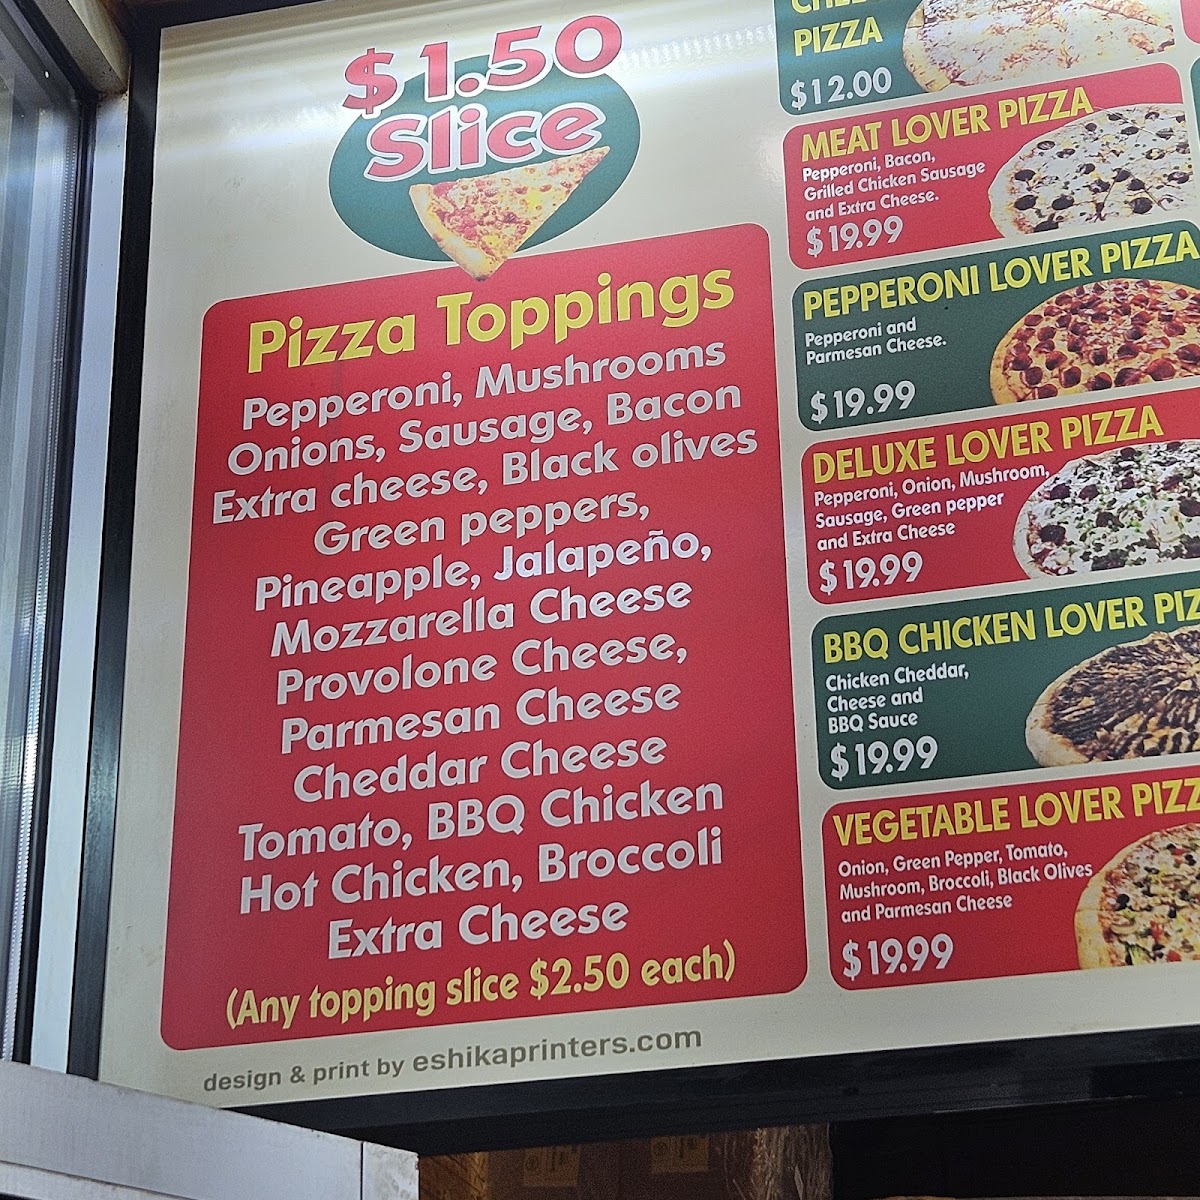 $1.50
Slice
Pizza Toppings
Pepperoni, Mushrooms
Onions, Sausage, Bacon
Extra cheese, Black olives
Green peppers,
Pineapple, Jalapeño,
Mozzarella Cheese
Provolone Cheese,
Parmesan Cheese
Cheddar Cheese
Tomato, BBQ Chicken
Hot Chicken, Broccoli
Extra Cheese
(Any topping slice $2.50 each)
design & print by eshikaprinters.com
PIZZA
$12.00
MEAT LOVER PIZZA
Pepperoni, Bacon,
Grilled Chicken Sausage
and Extra Cheese.
$19.99
PEPPERONI LOVER PIZZA
Pepperoni and
Parmesan Cheese.
$19.99
DELUXE LOVER PIZZA
Pepperoni, Onion, Mushroom,
Sausage, Green pepper
and Extra Cheese
$19.99
BBQ CHICKEN LOVER PIZ
Chicken Cheddar,
Cheese and
BBQ Sauce
$19.99
VEGETABLE LOVER PIZZ
Onion, Green Pepper, Tomato,
Mushroom, Broccoli, Black Olives
and Parmesan Cheese
$19.99